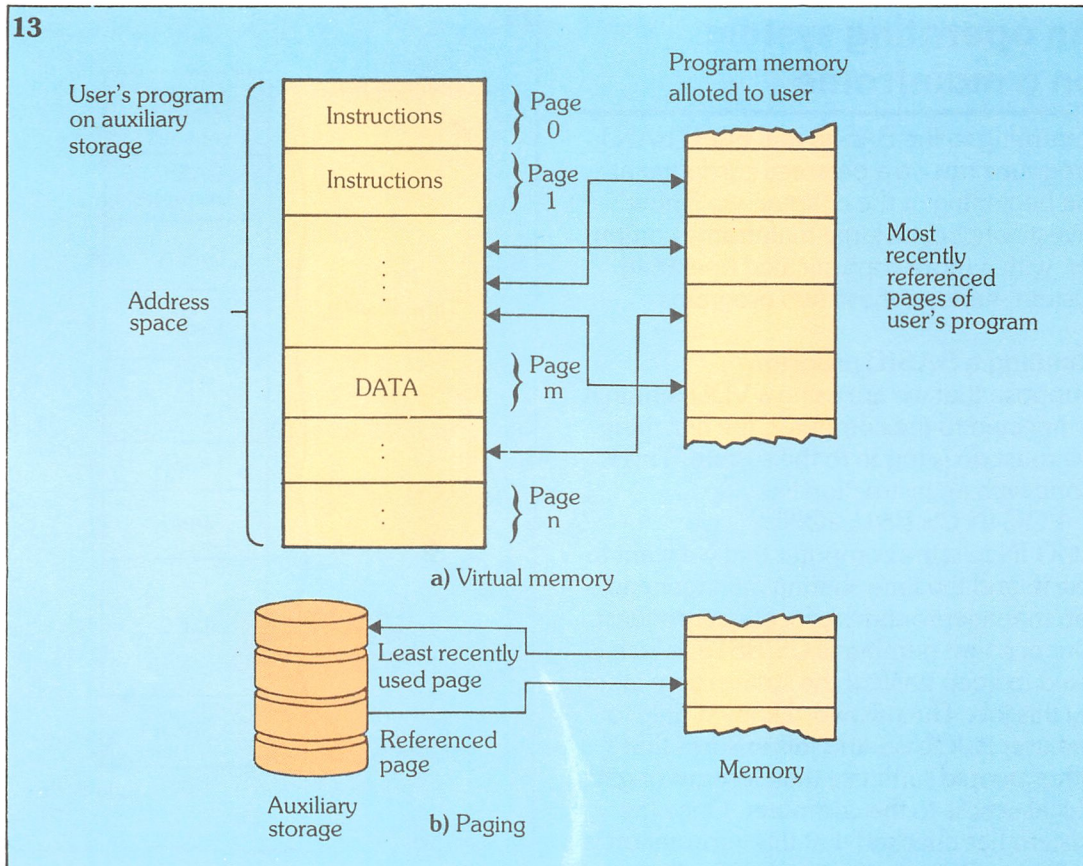 13
User's program
on auxiliary
storage
Instructions
} Page
0
Program memory
alloted to user
Instructions
} Page
1
⋮
Most
recently
referenced
pages of
user's program
Address
space
DATA
} Page
m
⋮
⋮
} Page
n
a) Virtual memory
Least recently
used page
Referenced
page
Memory
Auxiliary
storage
b) Paging